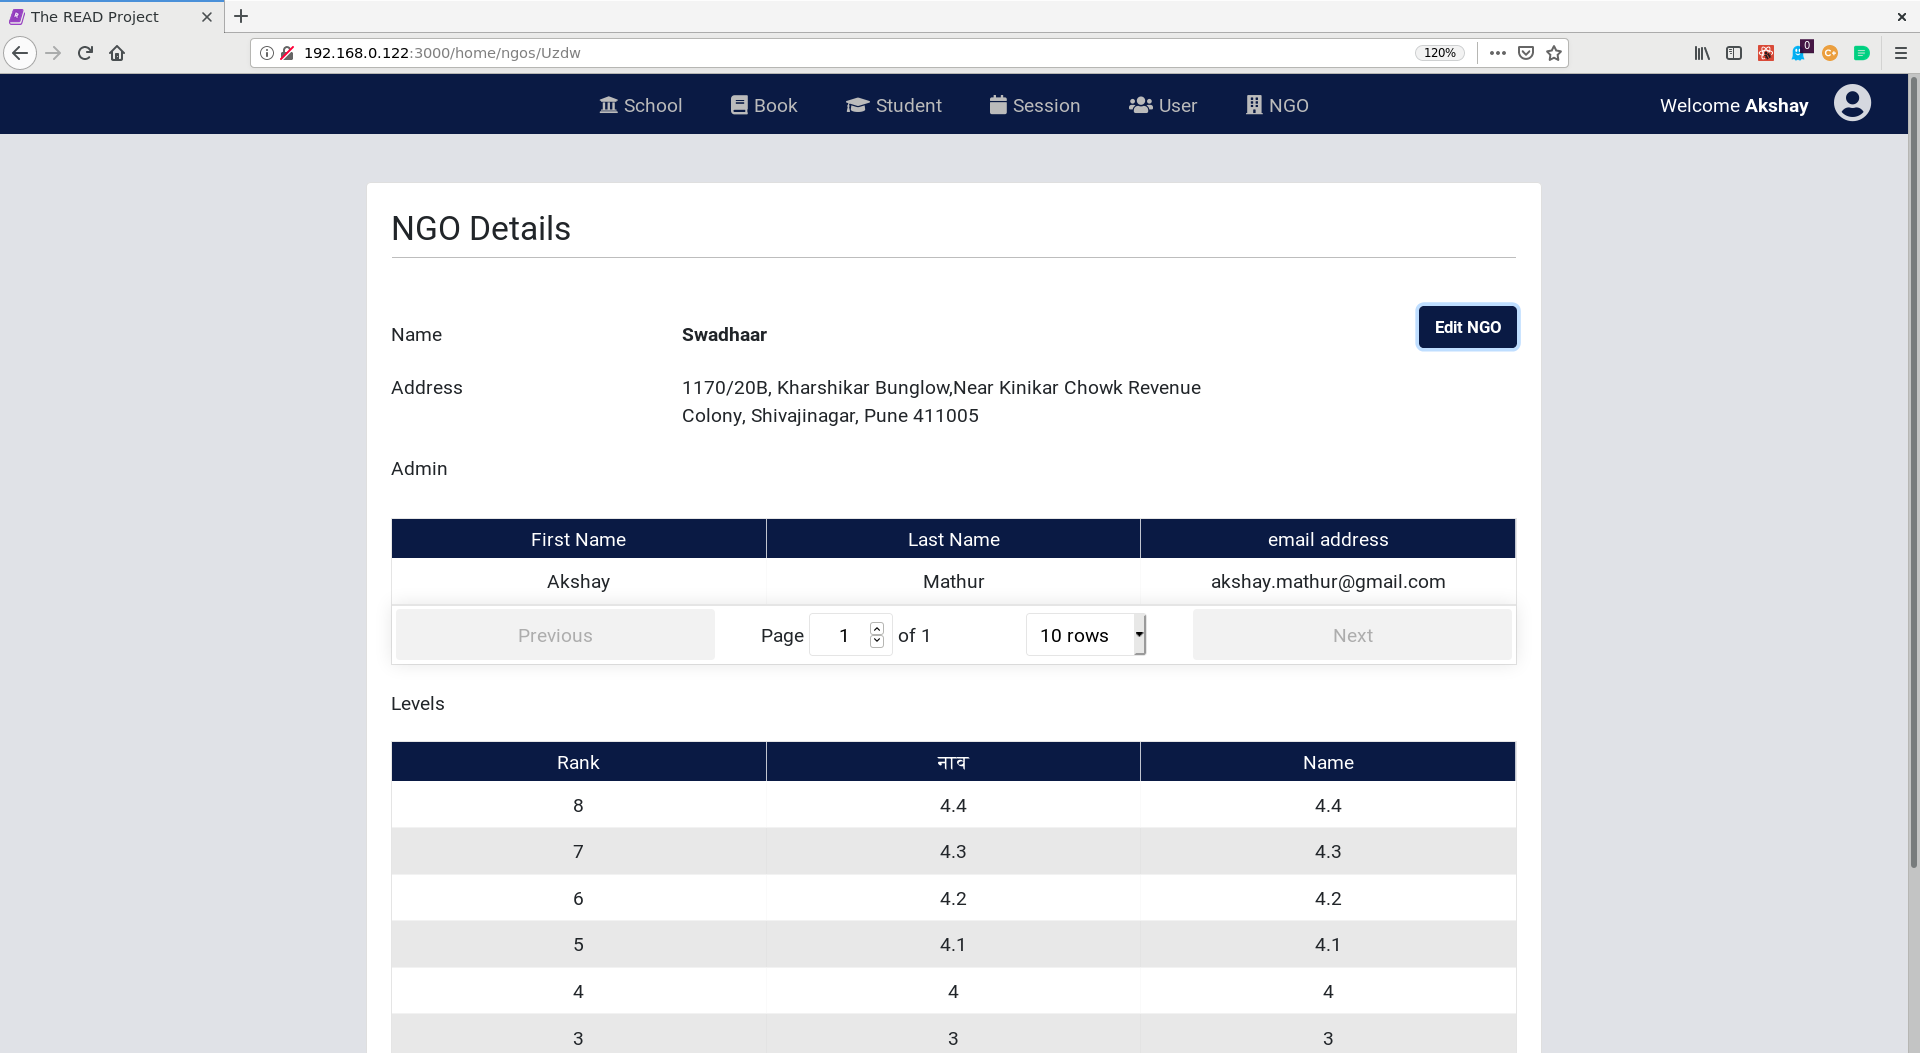 The READ Project
192.168.0.122:3000/home/ngos/Uzdw
120%
0
School Book Student Session User NGO Welcome Akshay
NGO Details
Name Swadhaar Edit NGO
Address 1170/20B, Kharshikar Bunglow,Near Kinikar Chowk Revenue
Colony, Shivajinagar, Pune 411005
Admin
First Name Last Name email address
Akshay Mathur akshay.mathur@gmail.com
Previous Page 1 of 1 10 rows Next
Levels
Rank नाव Name
8 4.4 4.4
7 4.3 4.3
6 4.2 4.2
5 4.1 4.1
4 4 4
3 3 3